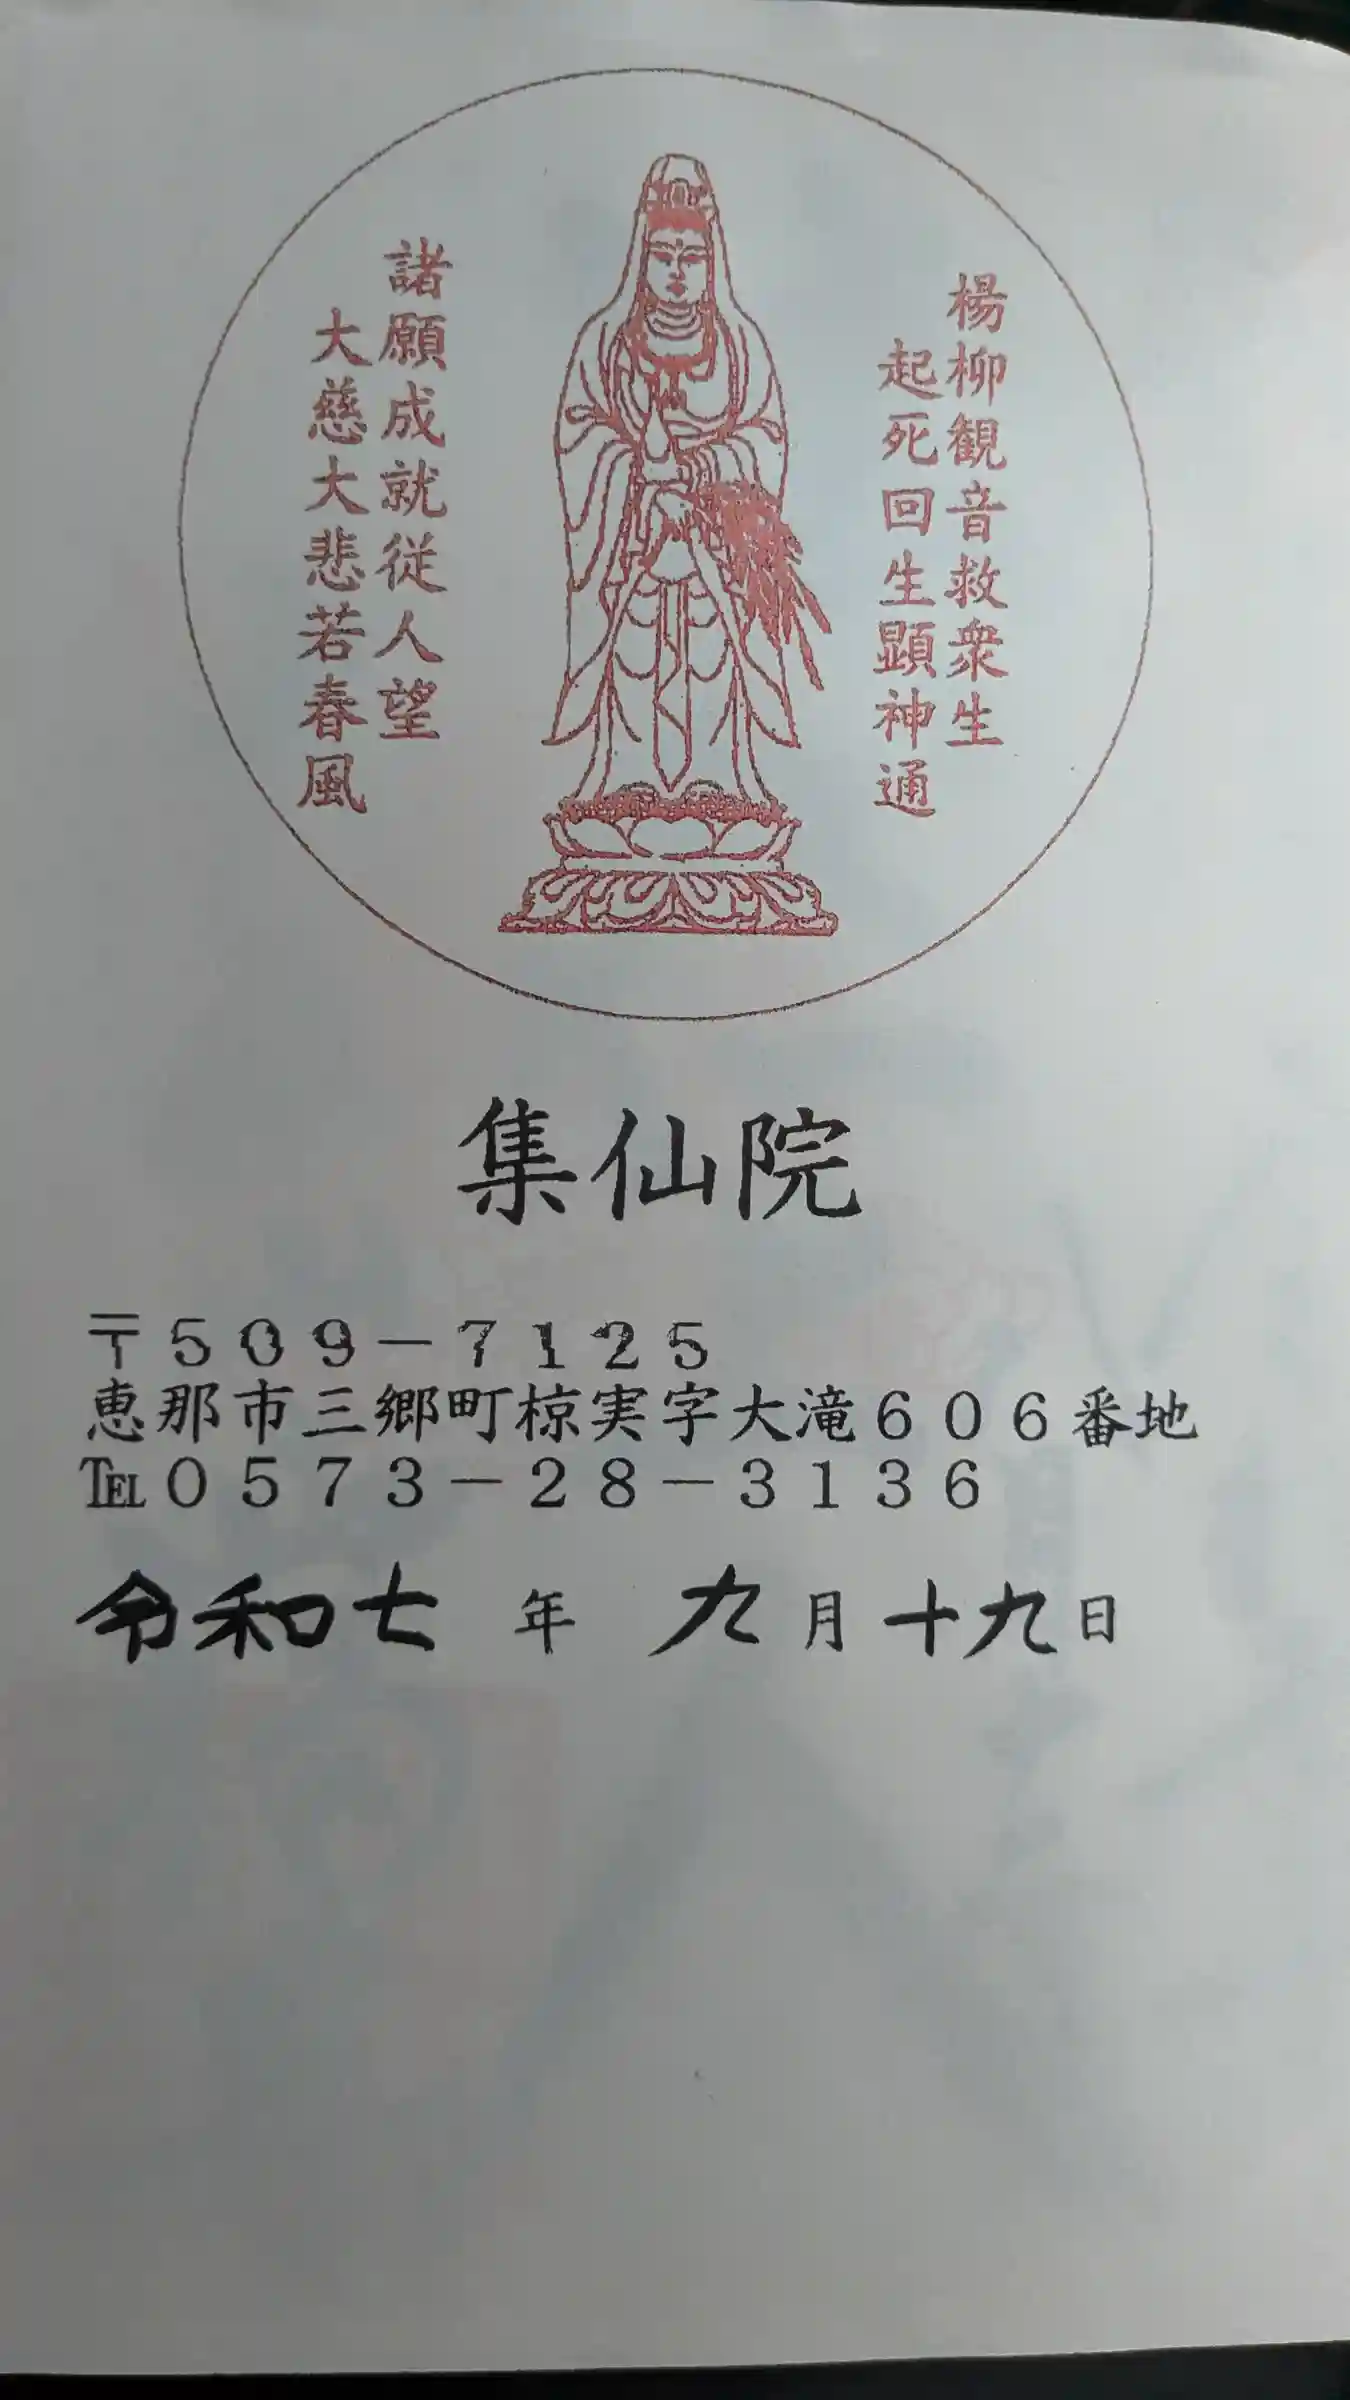 楊柳観音救衆生
起死回生顕神通
諸願成就従人望
大慈大悲若春風
集仙院
〒５０９－７１２５
恵那市三郷町椋実字大滝６０６番地
℡０５７３－２８－３１３６
令和七年 九月十九日